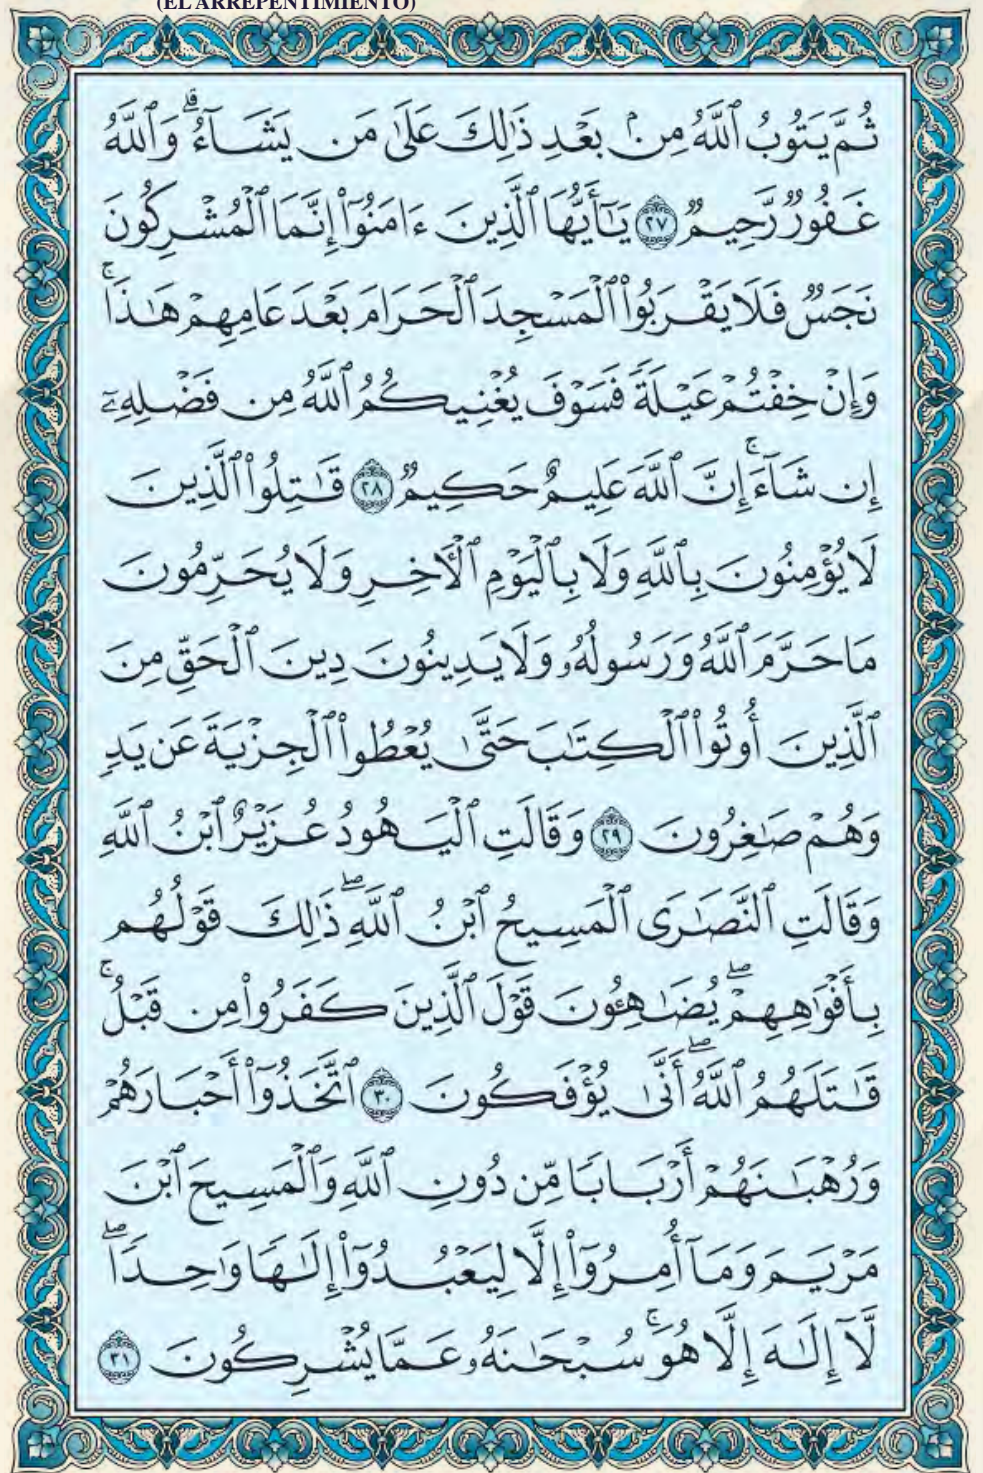 (EL ARREPENTIMIENTO)
ثُمَّ يَتُوبُ ٱللَّهُ مِنۢ بَعْدِ ذَٰلِكَ عَلَىٰ مَن يَشَآءُۗ وَٱللَّهُ
غَفُورٌ رَّحِيمٌ ٢٧ يَـٰٓأَيُّهَا ٱلَّذِينَ ءَامَنُوٓا۟ إِنَّمَا ٱلْمُشْرِكُونَ
نَجَسٌ فَلَا يَقْرَبُوا۟ ٱلْمَسْجِدَ ٱلْحَرَامَ بَعْدَ عَامِهِمْ هَـٰذَاۚ
وَإِنْ خِفْتُمْ عَيْلَةً فَسَوْفَ يُغْنِيكُمُ ٱللَّهُ مِن فَضْلِهِۦٓ
إِن شَآءَۚ إِنَّ ٱللَّهَ عَلِيمٌ حَكِيمٌ ٢٨ قَـٰتِلُوا۟ ٱلَّذِينَ
لَا يُؤْمِنُونَ بِٱللَّهِ وَلَا بِٱلْيَوْمِ ٱلْـَٔاخِرِ وَلَا يُحَرِّمُونَ
مَا حَرَّمَ ٱللَّهُ وَرَسُولُهُۥ وَلَا يَدِينُونَ دِينَ ٱلْحَقِّ مِنَ
ٱلَّذِينَ أُوتُوا۟ ٱلْكِتَـٰبَ حَتَّىٰ يُعْطُوا۟ ٱلْجِزْيَةَ عَن يَدٍ
وَهُمْ صَـٰغِرُونَ ٢٩ وَقَالَتِ ٱلْيَهُودُ عُزَيْرٌ ٱبْنُ ٱللَّهِ
وَقَالَتِ ٱلنَّصَـٰرَى ٱلْمَسِيحُ ٱبْنُ ٱللَّهِۖ ذَٰلِكَ قَوْلُهُم
بِأَفْوَٰهِهِمْۖ يُضَـٰهِـُٔونَ قَوْلَ ٱلَّذِينَ كَفَرُوا۟ مِن قَبْلُۚ
قَـٰتَلَهُمُ ٱللَّهُۖ أَنَّىٰ يُؤْفَكُونَ ٣٠ ٱتَّخَذُوٓا۟ أَحْبَارَهُمْ
وَرُهْبَـٰنَهُمْ أَرْبَابًا مِّن دُونِ ٱللَّهِ وَٱلْمَسِيحَ ٱبْنَ
مَرْيَمَ وَمَآ أُمِرُوٓا۟ إِلَّا لِيَعْبُدُوٓا۟ إِلَـٰهًا وَٰحِدًاۖ
لَّآ إِلَـٰهَ إِلَّا هُوَۚ سُبْحَـٰنَهُۥ عَمَّا يُشْرِكُونَ ٣١